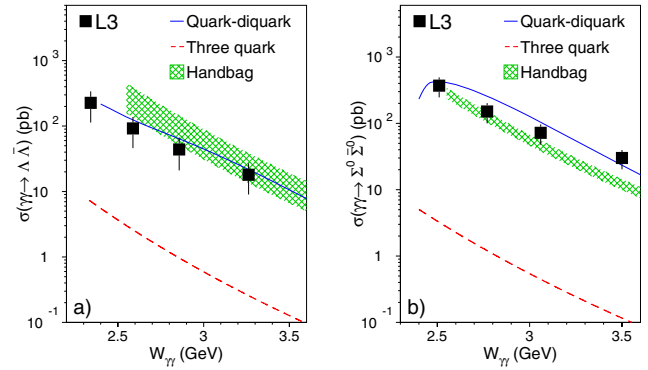 ■ L3
Quark-diquark
Three quark
Handbag
σ(γγ→ Λ Λ̄) (pb)
10³
10²
10
1
10⁻¹
a)
2.5 3 3.5
W_γγ (GeV)
■ L3
Quark-diquark
Three quark
Handbag
σ(γγ→ Σ⁰ Σ̄⁰) (pb)
10³
10²
10
1
10⁻¹
b)
2.5 3 3.5
W_γγ (GeV)